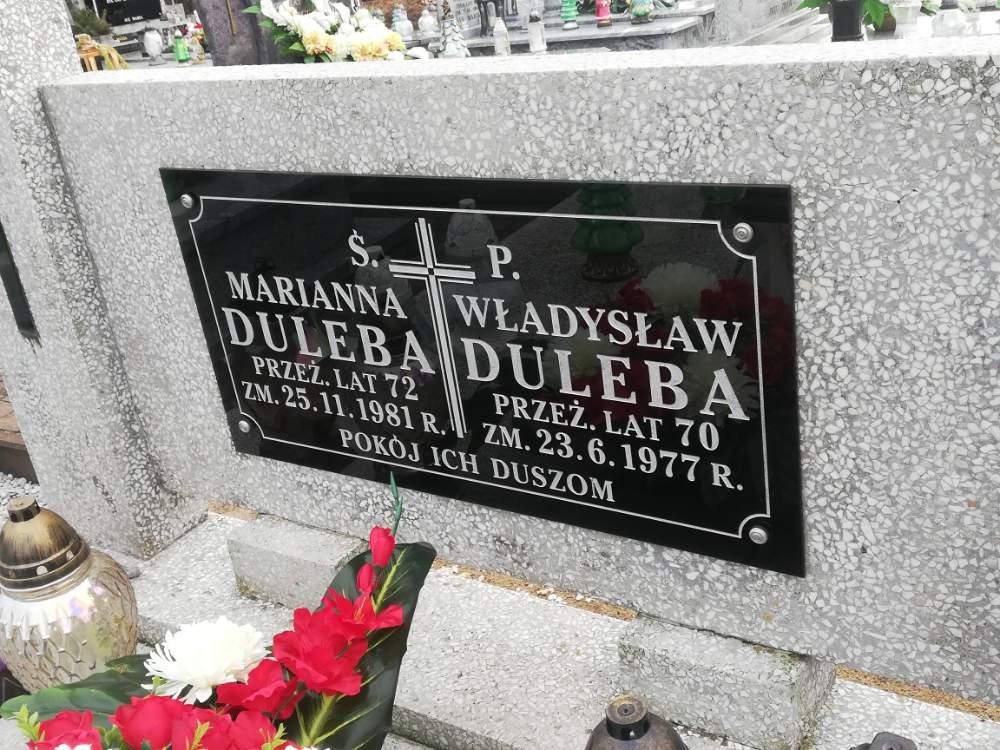 Ś. P.
MARIANNA
DULEBA
PRZEŻ. LAT 72
ZM. 25.11.1981 R.
WŁADYSŁAW
DULEBA
PRZEŻ. LAT 70
ZM. 23.6.1977 R.
POKÓJ ICH DUSZOM